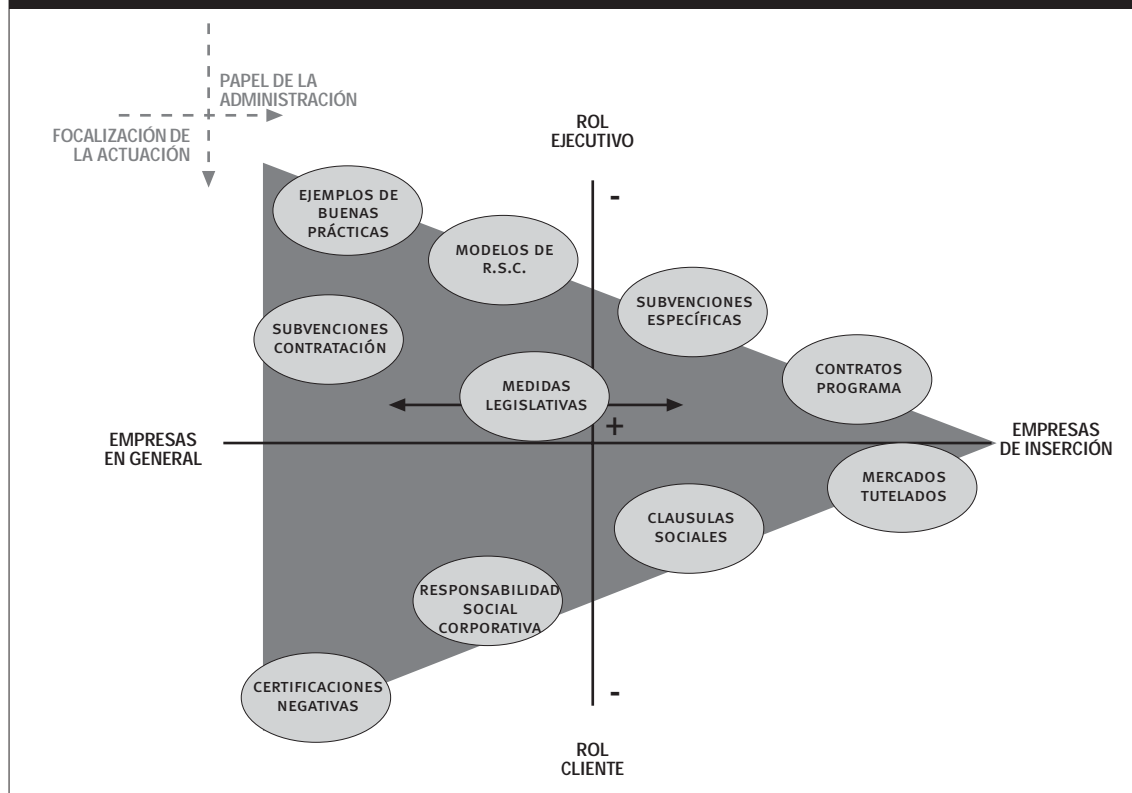 PAPEL DE LA
ADMINISTRACIÓN
FOCALIZACIÓN DE
LA ACTUACIÓN
ROL
EJECUTIVO
-
EJEMPLOS DE
BUENAS
PRÁCTICAS
MODELOS DE
R.S.C.
SUBVENCIONES
ESPECÍFICAS
SUBVENCIONES
CONTRATACIÓN
CONTRATOS
PROGRAMA
MEDIDAS
LEGISLATIVAS
+
EMPRESAS
EN GENERAL
EMPRESAS
DE INSERCIÓN
MERCADOS
TUTELADOS
CLAUSULAS
SOCIALES
RESPONSABILIDAD
SOCIAL
CORPORATIVA
CERTIFICACIONES
NEGATIVAS
-
ROL
CLIENTE